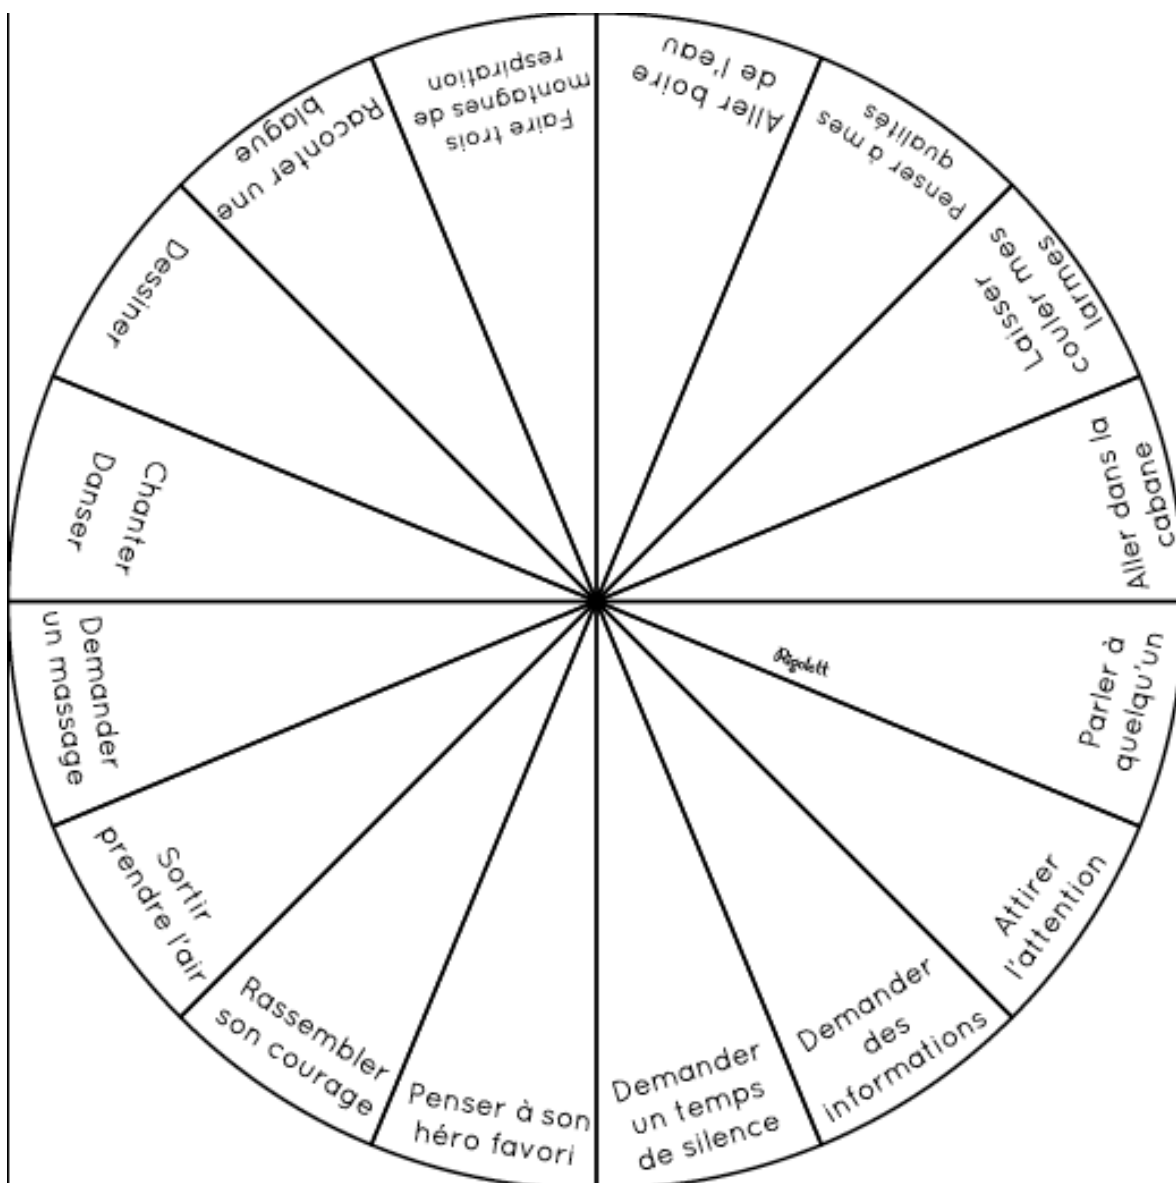 Aller boire
de l'eau
Penser à mes
qualités
Laisser
couler mes
larmes
Aller dans la
cabane
Parler à
quelqu'un
Attirer
l'attention
Demander
des
informations
Demander
un temps
de silence
Penser à son
héro favori
Rassembler
son courage
Sortir
prendre l'air
Demander
un massage
Chanter
Danser
Dessiner
Raconter une
blague
Faire trois
montagnes de
respiration
Rigolett